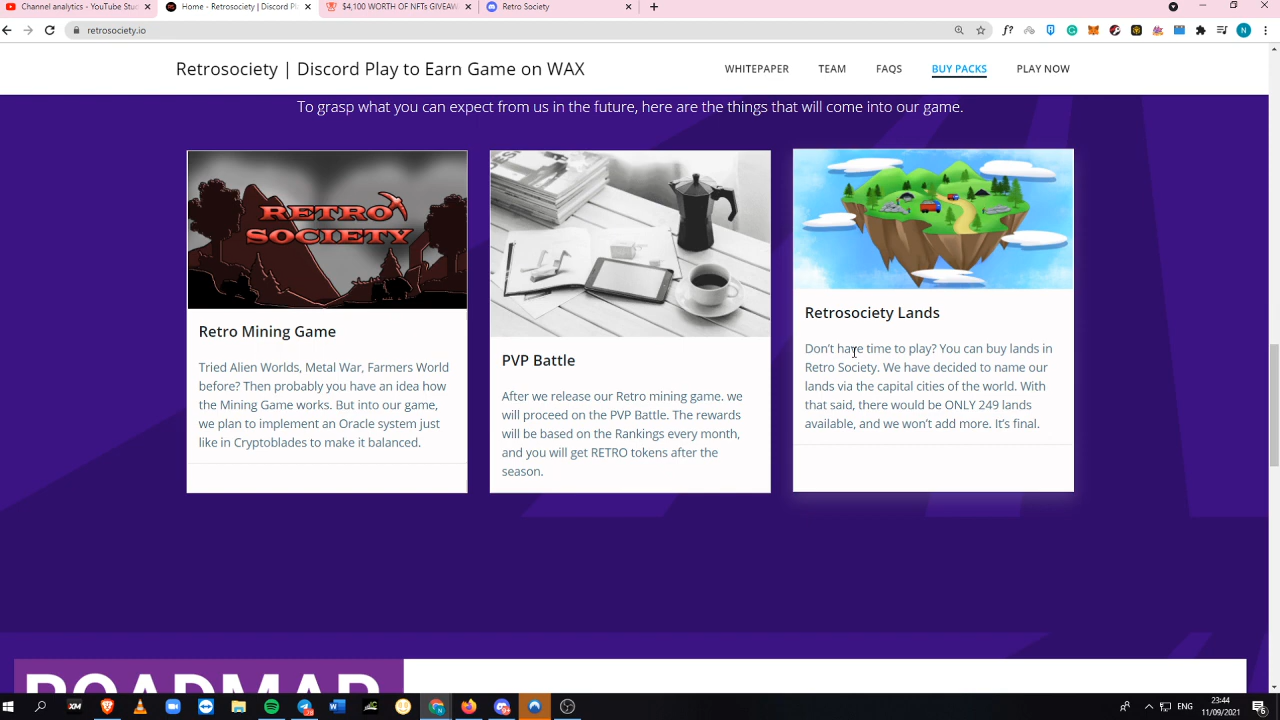 Channel analytics - YouTube Stu
Home - Retrosociety | Discord Pl
$4,100 WORTH OF NFTs GIVEAW
Retro Society
retrosociety.io
Retrosociety | Discord Play to Earn Game on WAX
WHITEPAPER
TEAM
FAQS
BUY PACKS
PLAY NOW
To grasp what you can expect from us in the future, here are the things that will come into our game.
RETRO
SOCIETY
Retro Mining Game
Tried Alien Worlds, Metal War, Farmers World
before? Then probably you have an idea how
the Mining Game works. But into our game,
we plan to implement an Oracle system just
like in Cryptoblades to make it balanced.
PVP Battle
After we release our Retro mining game. we
will proceed on the PVP Battle. The rewards
will be based on the Rankings every month,
and you will get RETRO tokens after the
season.
Retrosociety Lands
Don't have time to play? You can buy lands in
Retro Society. We have decided to name our
lands via the capital cities of the world. With
that said, there would be ONLY 249 lands
available, and we won't add more. It's final.
ROADMAP
ENG
23:44
11/09/2021